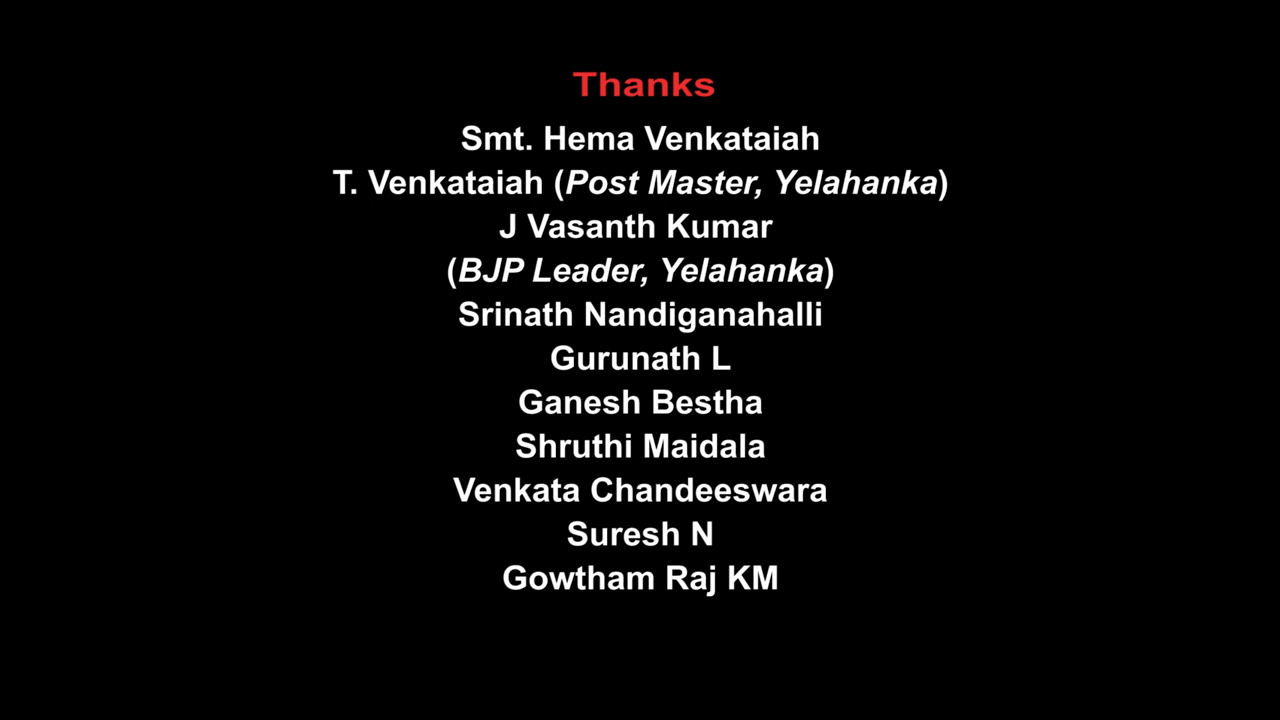 Thanks
Smt. Hema Venkataiah
T. Venkataiah (Post Master, Yelahanka)
J Vasanth Kumar
(BJP Leader, Yelahanka)
Srinath Nandiganahalli
Gurunath L
Ganesh Bestha
Shruthi Maidala
Venkata Chandeeswara
Suresh N
Gowtham Raj KM